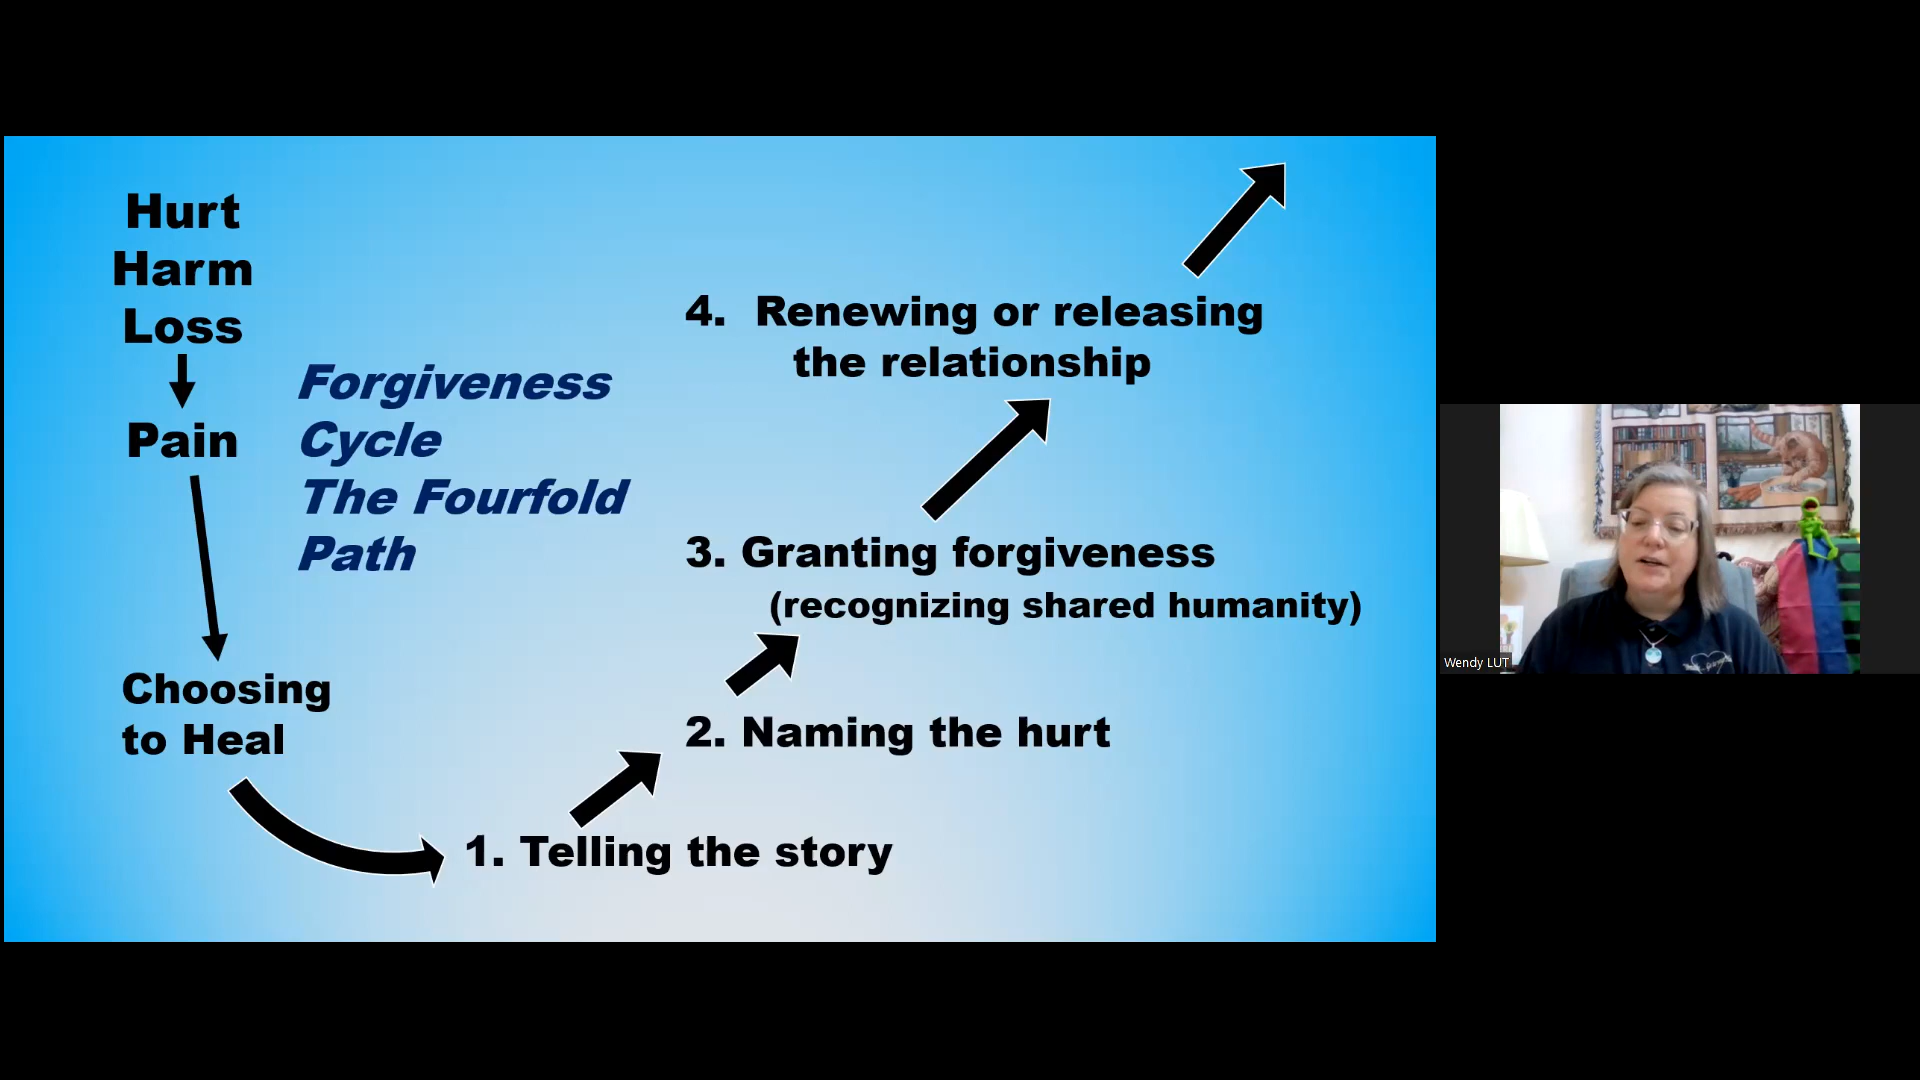 Hurt
Harm
Loss
Pain
Forgiveness
Cycle
The Fourfold
Path
Choosing
to Heal
1. Telling the story
2. Naming the hurt
3. Granting forgiveness
(recognizing shared humanity)
4. Renewing or releasing
the relationship
Wendy LUT